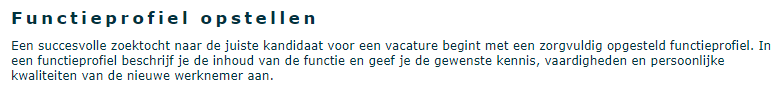 Functieprofiel opstellen
Een succesvolle zoektocht naar de juiste kandidaat voor een vacature begint met een zorgvuldig opgesteld functieprofiel. In
een functieprofiel beschrijf je de inhoud van de functie en geef je de gewenste kennis, vaardigheden en persoonlijke
kwaliteiten van de nieuwe werknemer aan.